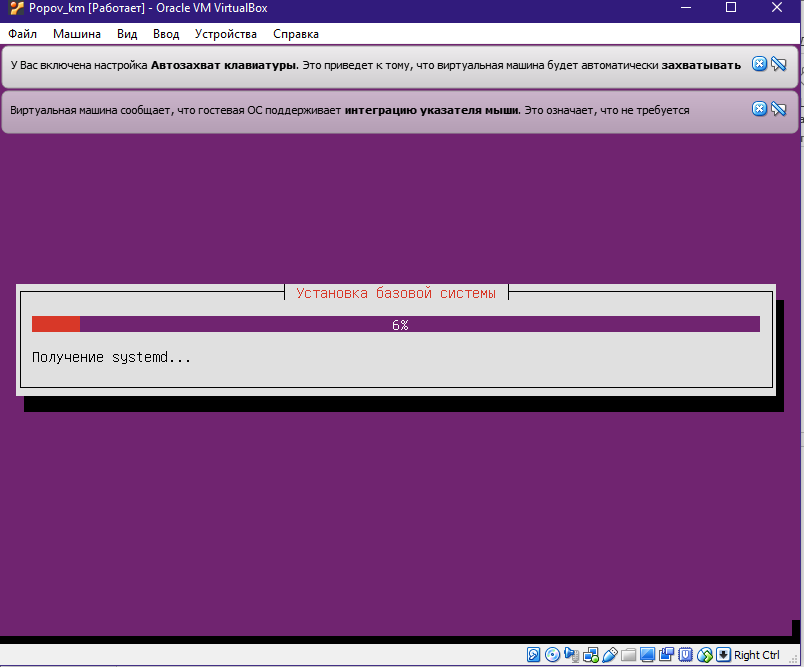 Popov_km [Работает] - Oracle VM VirtualBox
Файл Машина Вид Ввод Устройства Справка
У Вас включена настройка Автозахват клавиатуры. Это приведет к тому, что виртуальная машина будет автоматически захватывать
Виртуальная машина сообщает, что гостевая ОС поддерживает интеграцию указателя мыши. Это означает, что не требуется
Установка базовой системы
6%
Получение systemd...
Right Ctrl